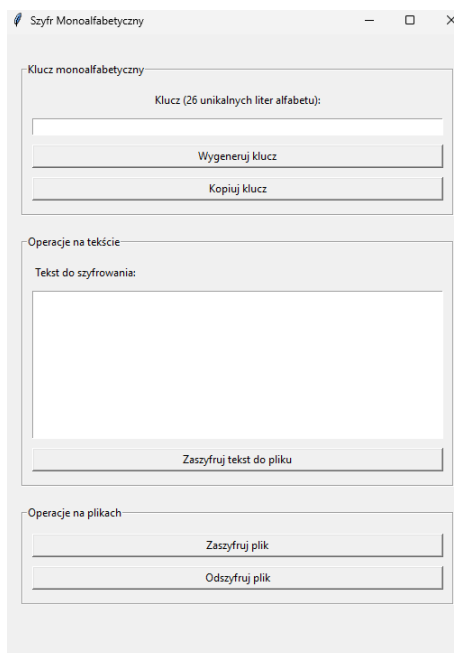 Szyfr Monoalfabetyczny
Klucz monoalfabetyczny
Klucz (26 unikalnych liter alfabetu):
Wygeneruj klucz
Kopiuj klucz
Operacje na tekście
Tekst do szyfrowania:
Zaszyfruj tekst do pliku
Operacje na plikach
Zaszyfruj plik
Odszyfruj plik